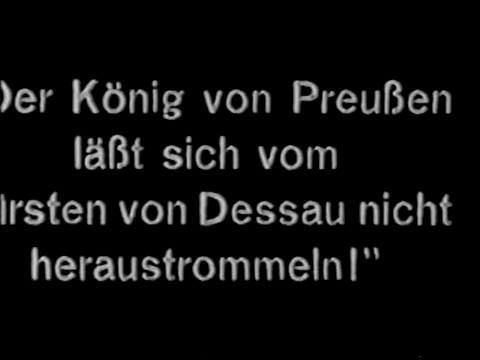 Der König von Preußen
läßt sich vom
von Dessau nicht
heraustrommeln!"